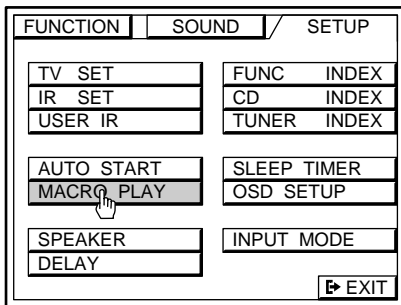 FUNCTION SOUND SETUP
TV SET FUNC INDEX
IR SET CD INDEX
USER IR TUNER INDEX
AUTO START SLEEP TIMER
MACRO PLAY OSD SETUP
SPEAKER INPUT MODE
DELAY
EXIT